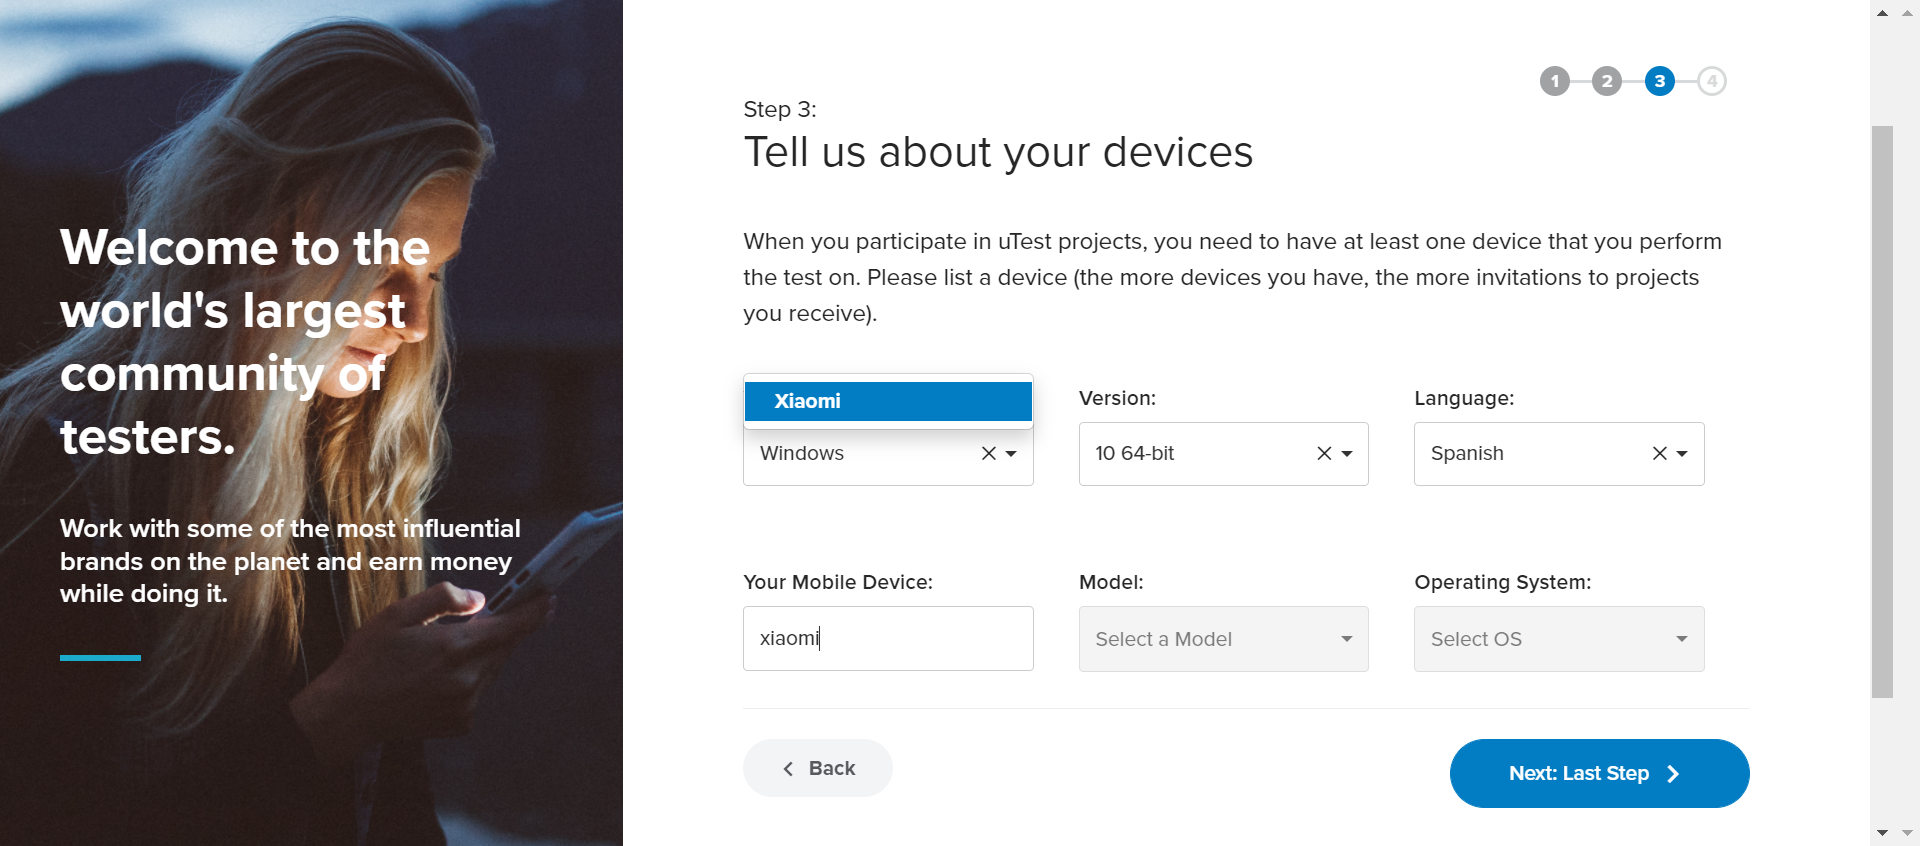 Welcome to the
world's largest
community of
testers.
Work with some of the most influential
brands on the planet and earn money
while doing it.
1 2 3 4
Step 3:
Tell us about your devices
When you participate in uTest projects, you need to have at least one device that you perform
the test on. Please list a device (the more devices you have, the more invitations to projects
you receive).
Xiaomi
Version:
Language:
Windows
10 64-bit
Spanish
Your Mobile Device:
Model:
Operating System:
xiaomi
Select a Model
Select OS
Back
Next: Last Step